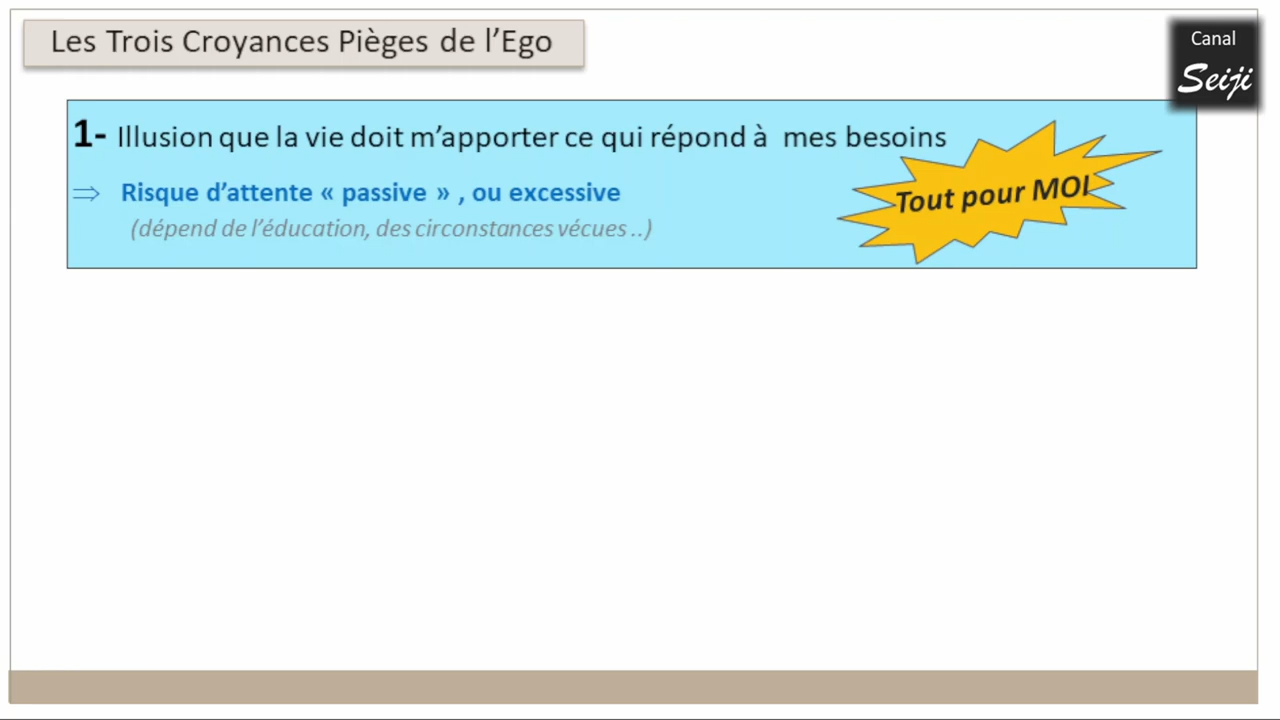 Les Trois Croyances Pièges de l’Ego
Canal
Seiji
1- Illusion que la vie doit m’apporter ce qui répond à mes besoins
⇒ Risque d’attente « passive » , ou excessive
(dépend de l’éducation, des circonstances vécues ..)
Tout pour MOI